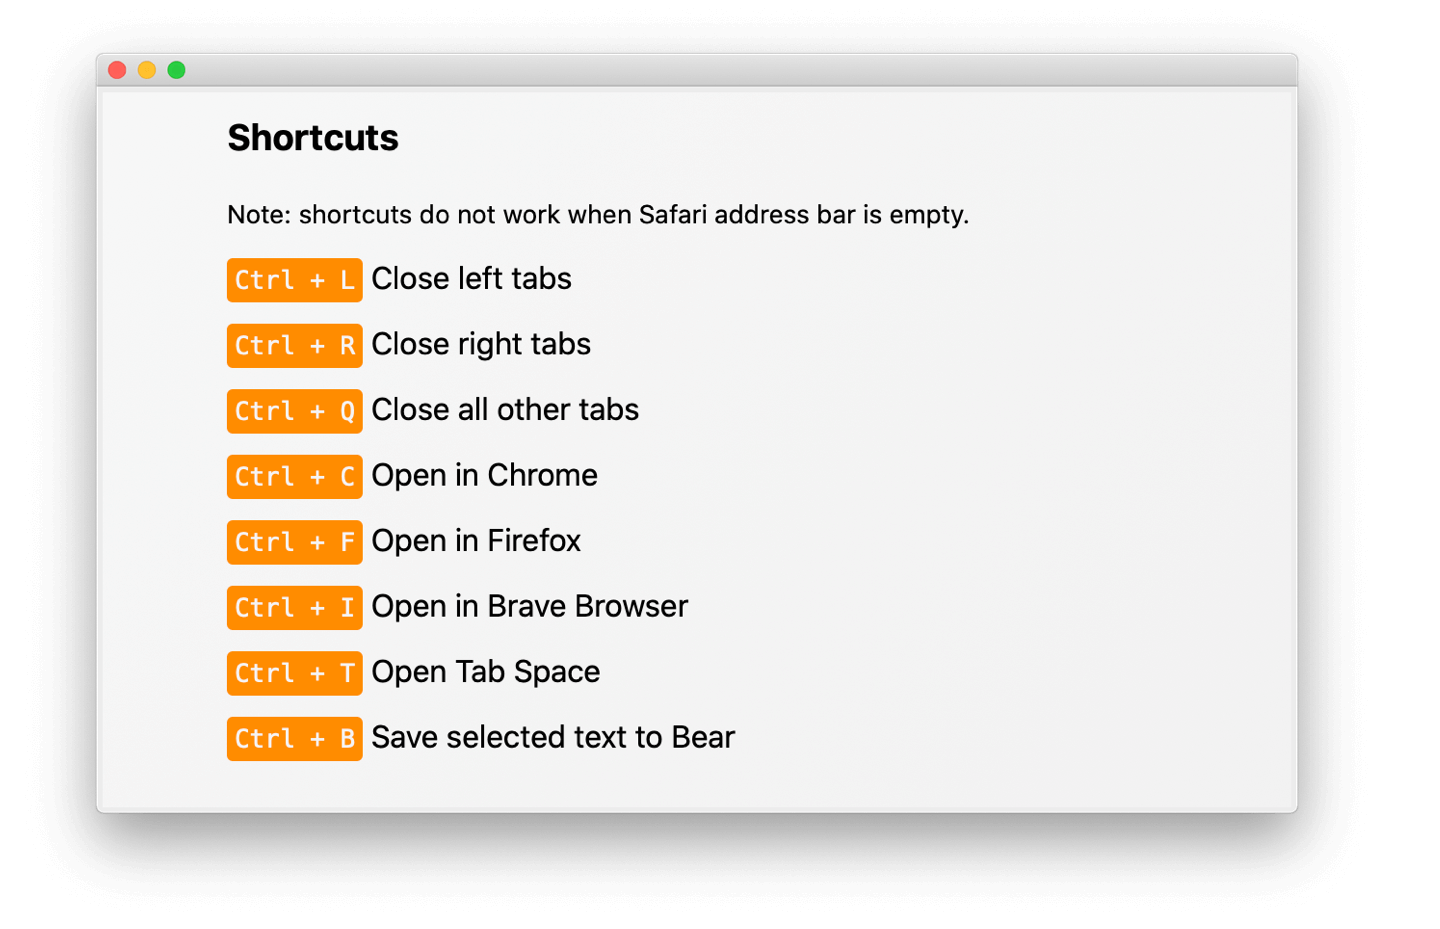 Shortcuts
Note: shortcuts do not work when Safari address bar is empty.
Ctrl + L Close left tabs
Ctrl + R Close right tabs
Ctrl + Q Close all other tabs
Ctrl + C Open in Chrome
Ctrl + F Open in Firefox
Ctrl + I Open in Brave Browser
Ctrl + T Open Tab Space
Ctrl + B Save selected text to Bear